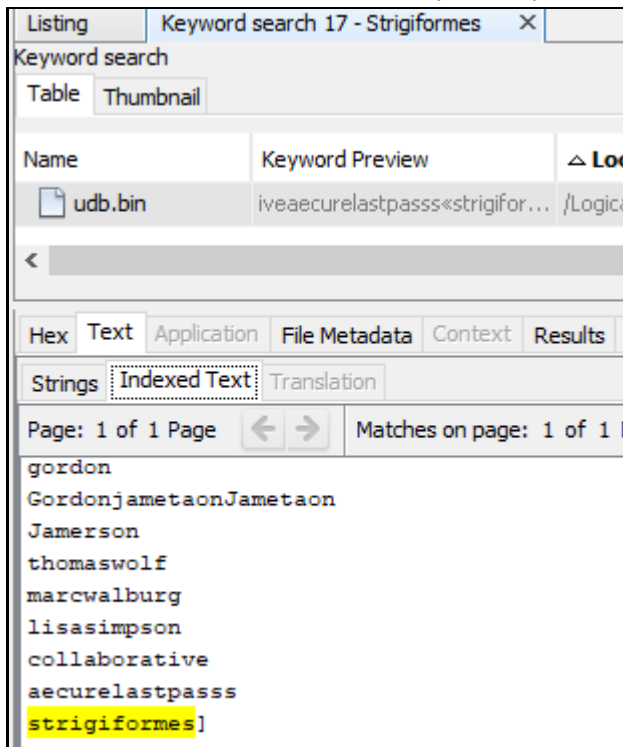 Listing Keyword search 17 - Strigiformes ×
Keyword search
Table Thumbnail
Name Keyword Preview △ Loc
udb.bin iveaecurelastpasss«strigifor... /Logica
<
Hex Text Application File Metadata Context Results
Strings Indexed Text Translation
Page: 1 of 1 Page ← → Matches on page: 1 of 1
gordon
GordonjametaonJametaon
Jamerson
thomaswolf
marcwalburg
lisasimpson
collaborative
aecurelastpasss
strigiformes]